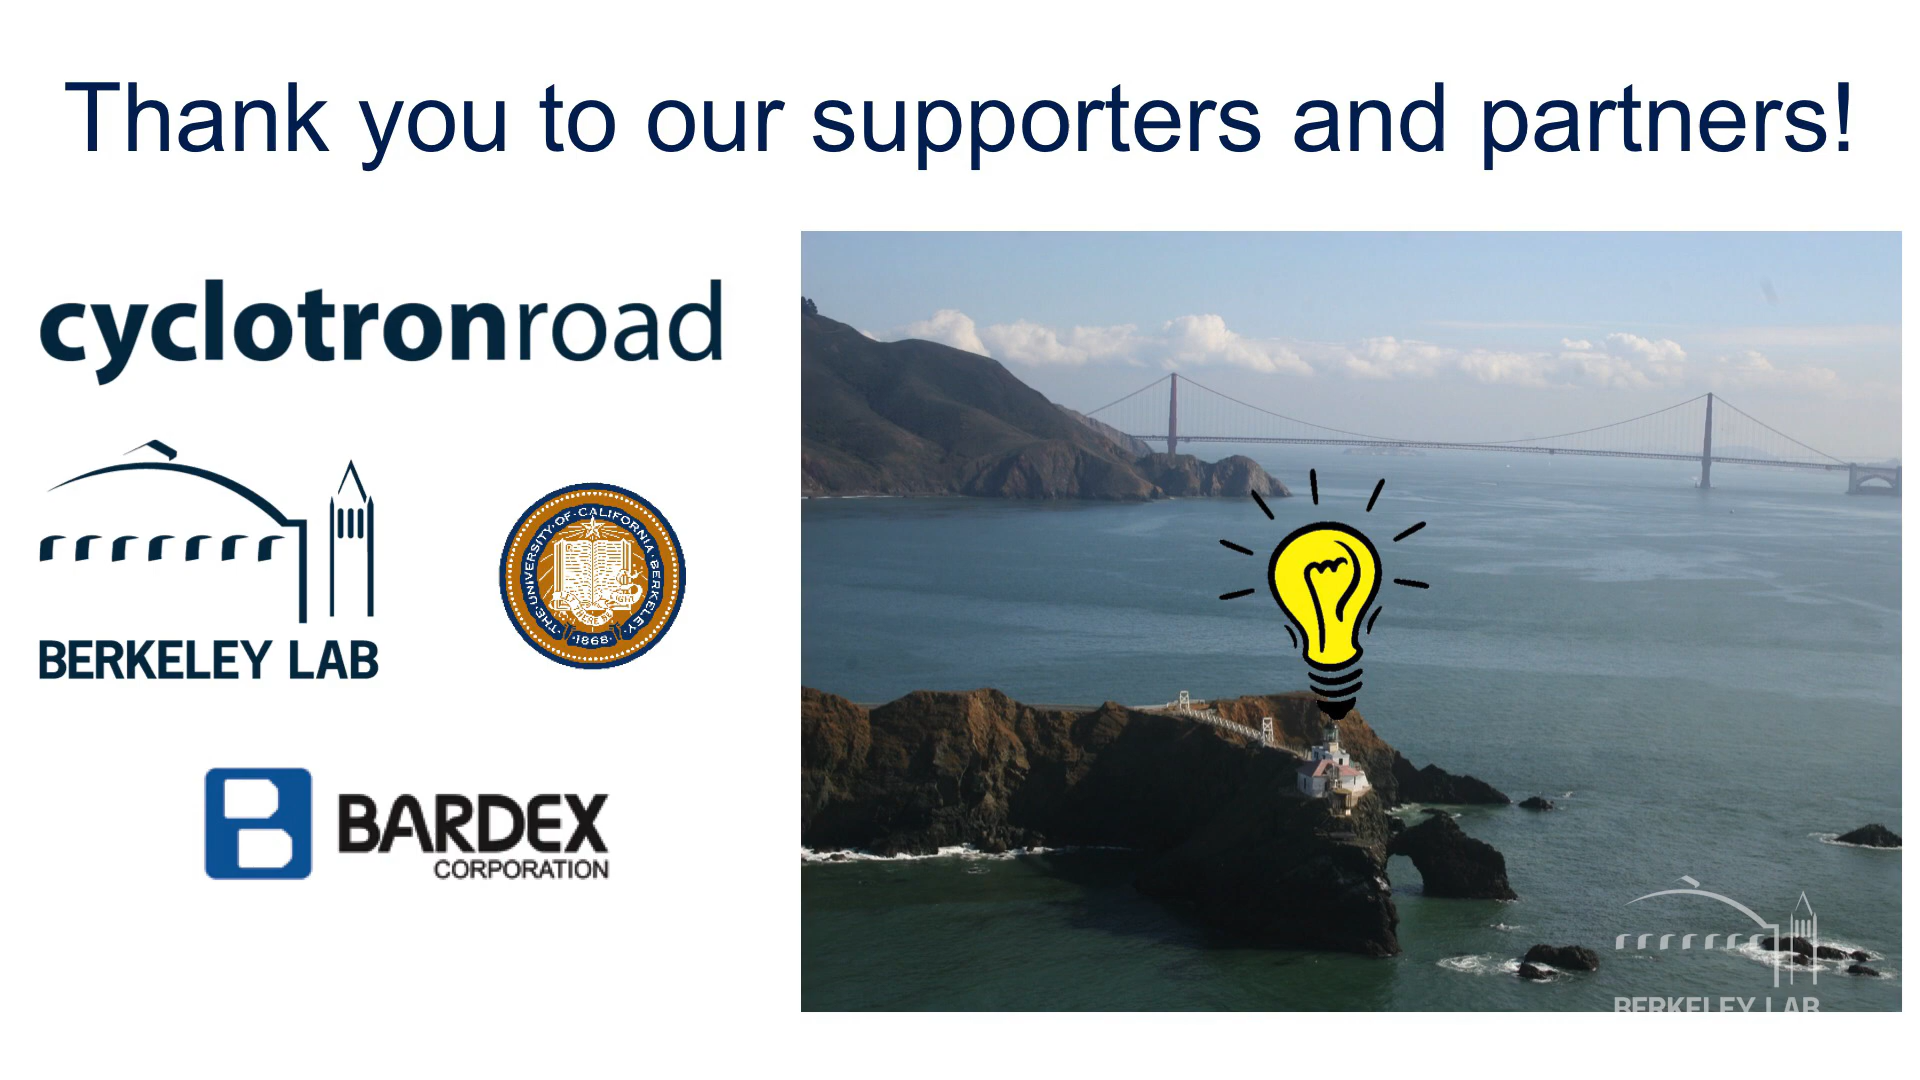 Thank you to our supporters and partners!
cyclotronroad
BERKELEY LAB
THE·UNIVERSITY·OF·CALIFORNIA·BERKELEY
·1868·
BARDEX
CORPORATION
BERKELEY LAB